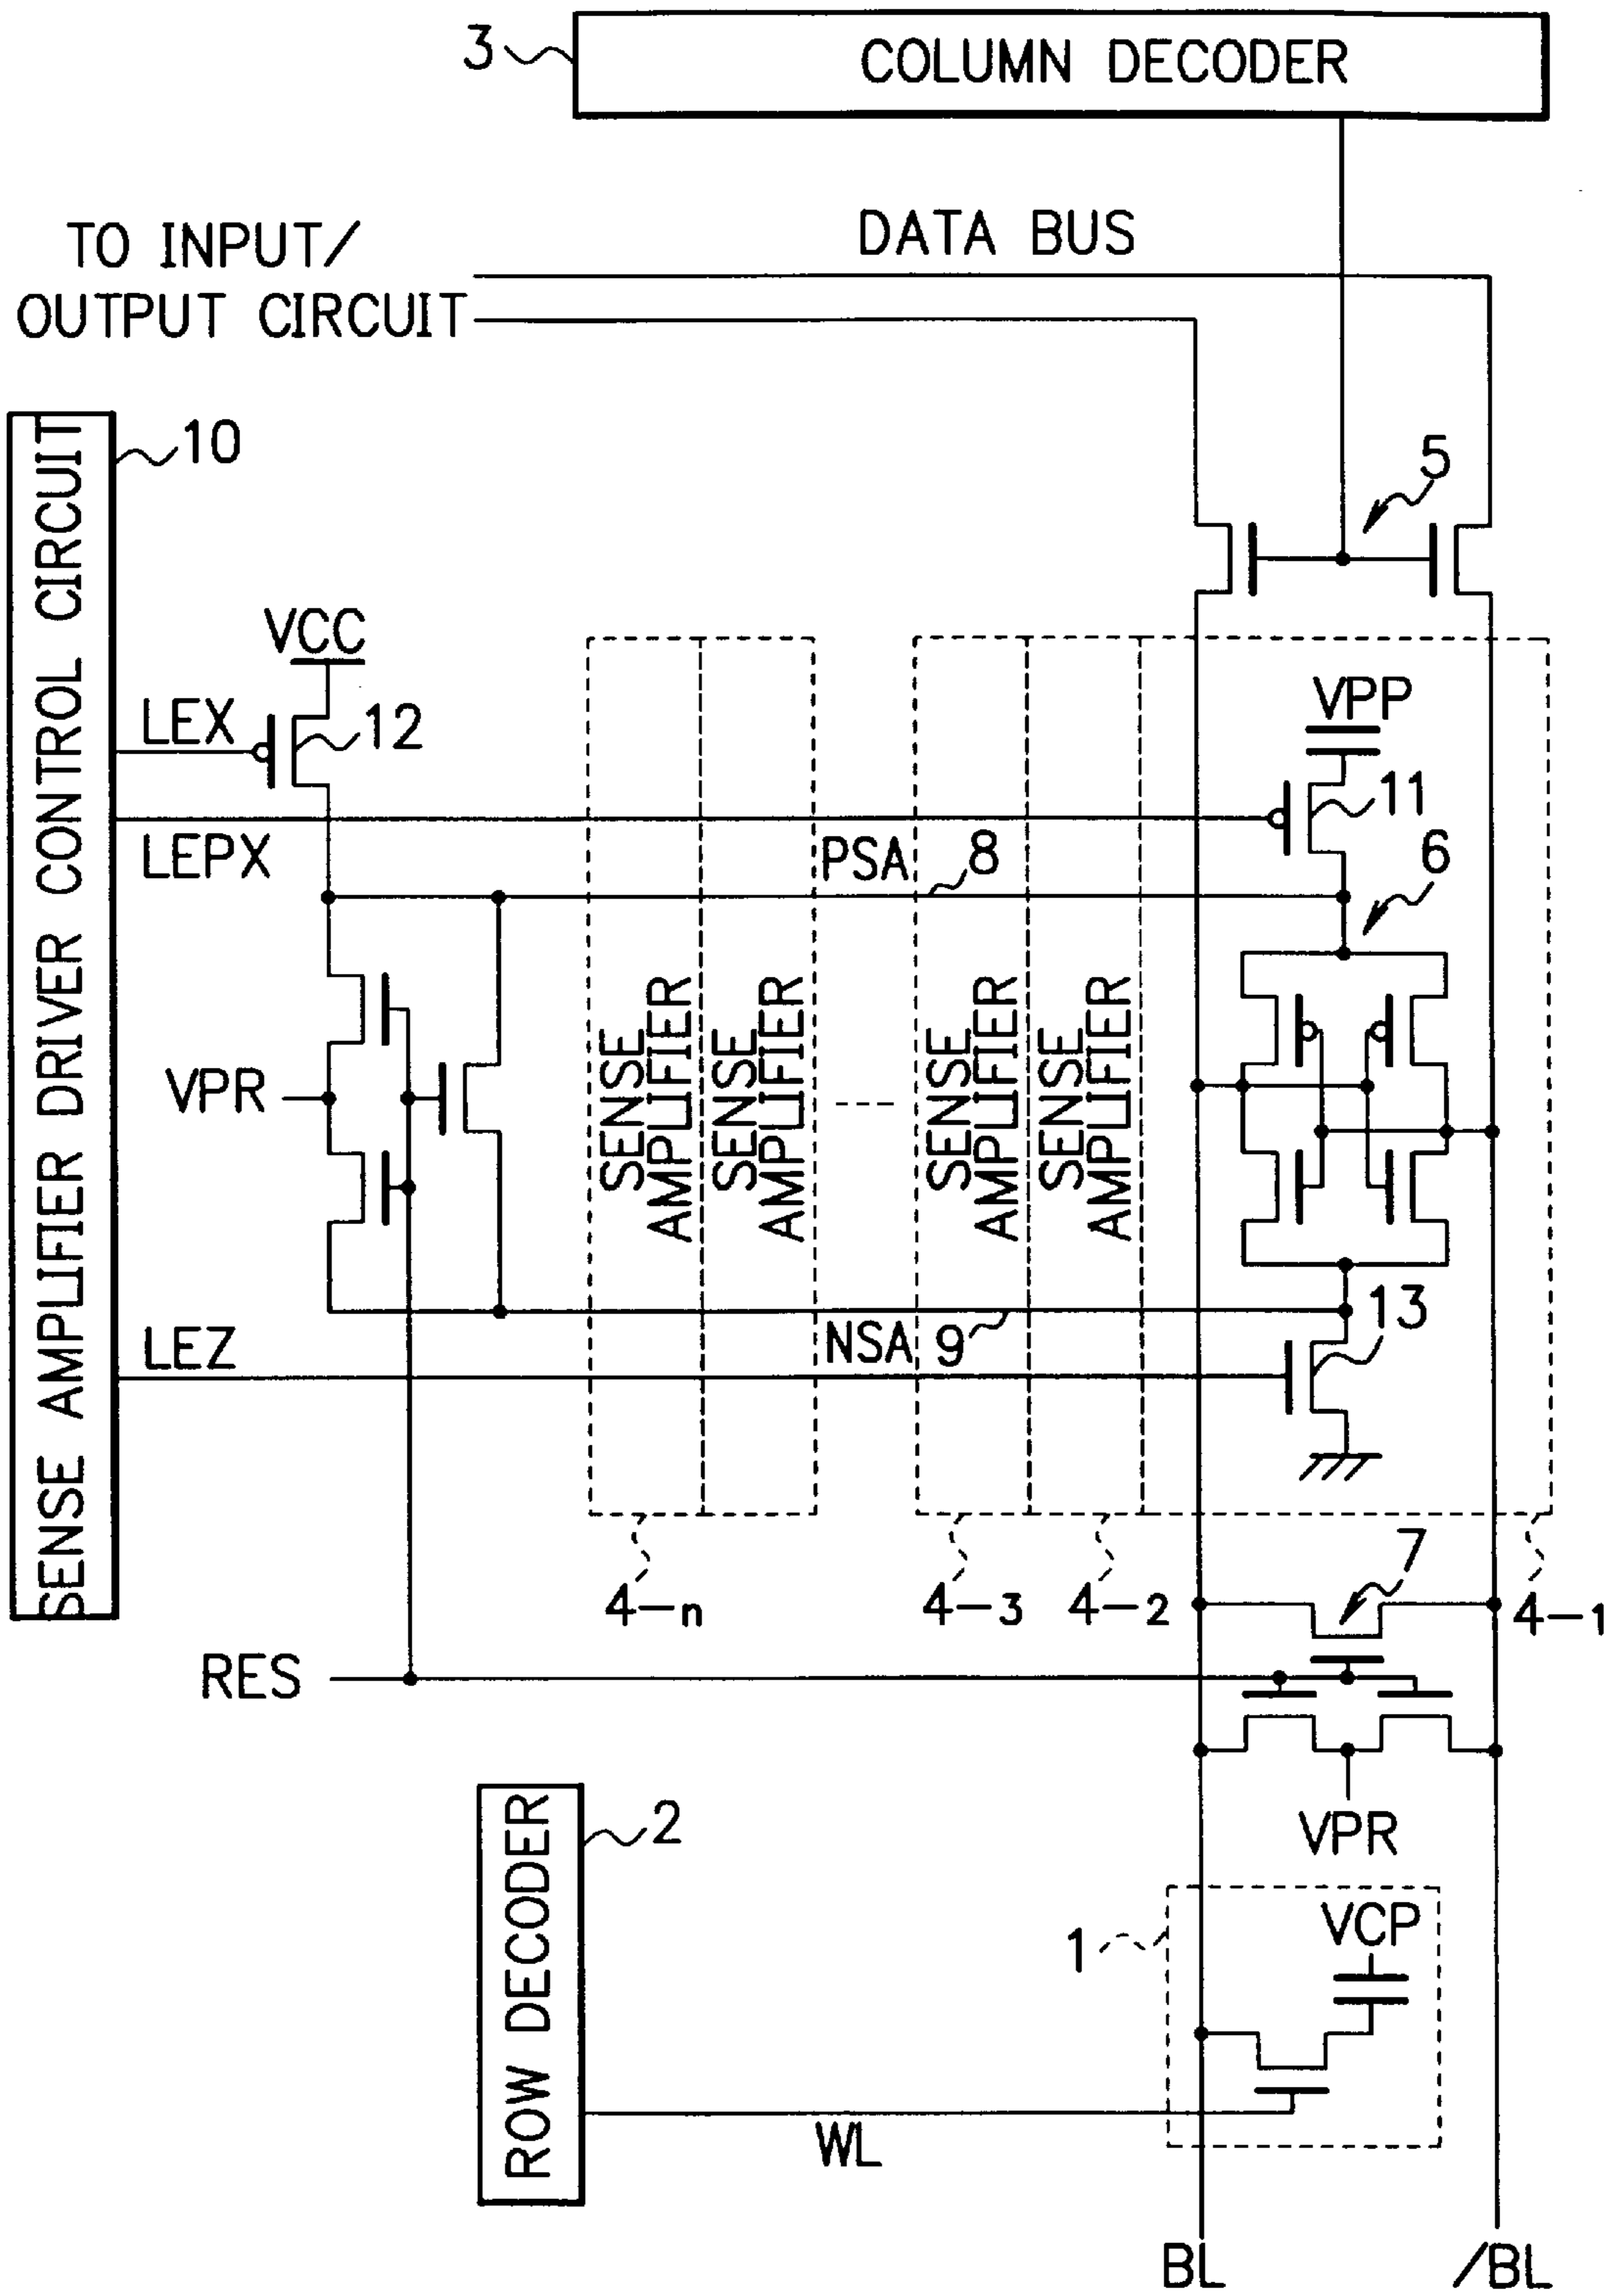 3
COLUMN DECODER
TO INPUT/
OUTPUT CIRCUIT
DATA BUS
SENSE AMPLIFIER DRIVER CONTROL CIRCUIT
10
5
VCC
LEX
12
VPP
11
LEPX
PSA
8
6
VPR
SENSE
AMPLIFIER
SENSE
AMPLIFIER
SENSE
AMPLIFIER
SENSE
AMPLIFIER
LEZ
NSA
9
13
4-n
4-3
4-2
7
4-1
RES
VPR
ROW DECODER
2
1
VCP
WL
BL
/BL